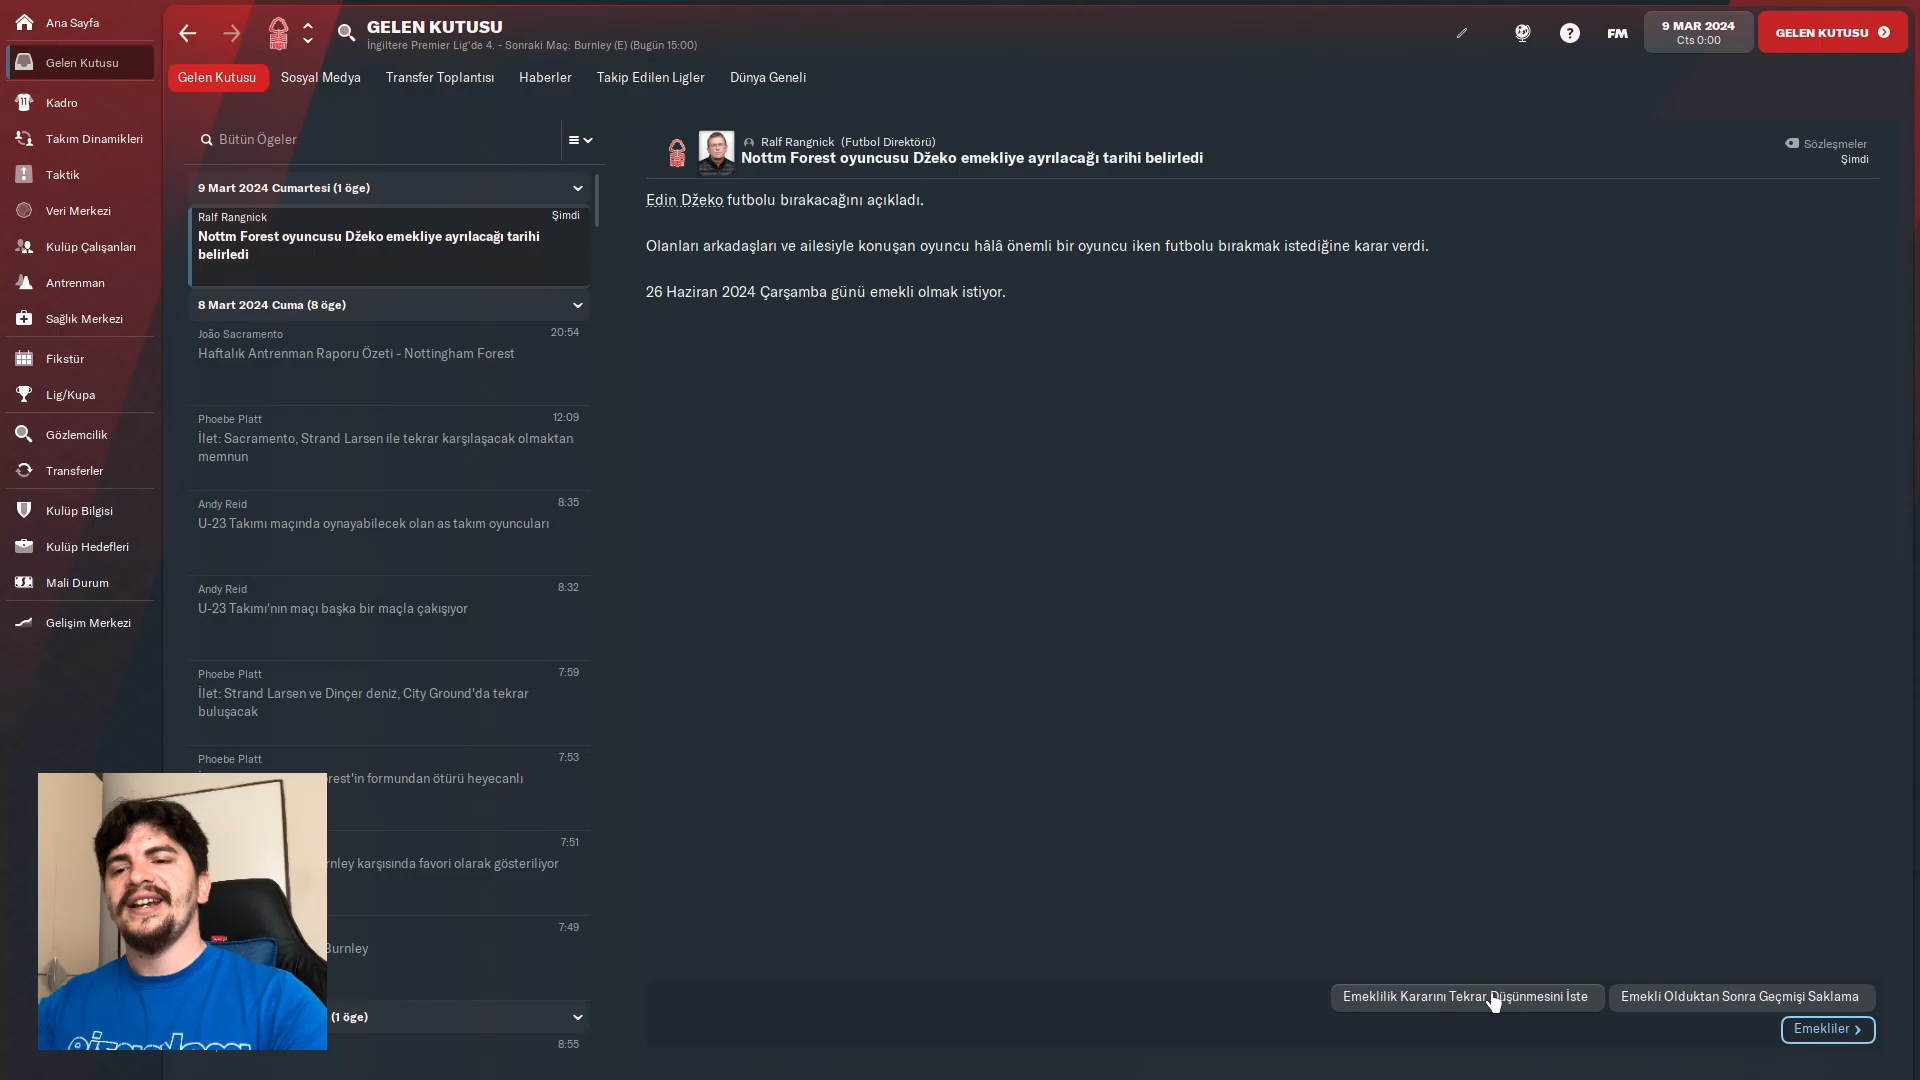 Ana Sayfa
Gelen Kutusu
Kadro
Takım Dinamikleri
Taktik
Veri Merkezi
Kulüp Çalışanları
Antrenman
Sağlık Merkezi
Fikstür
Lig/Kupa
Gözlemcilik
Transferler
Kulüp Bilgisi
Kulüp Hedefleri
Mali Durum
Gelişim Merkezi
GELEN KUTUSU
İngiltere Premier Lig'de 4. - Sonraki Maç: Burnley (E) (Bugün 15:00)
FM
9 MAR 2024
Cts 0:00
GELEN KUTUSU
Gelen Kutusu
Sosyal Medya
Transfer Toplantısı
Haberler
Takip Edilen Ligler
Dünya Geneli
Bütün Ögeler
9 Mart 2024 Cumartesi (1 öge)
Ralf Rangnick
Şimdi
Nottm Forest oyuncusu Džeko emekliye ayrılacağı tarihi
belirledi
8 Mart 2024 Cuma (8 öge)
João Sacramento
20:54
Haftalık Antrenman Raporu Özeti - Nottingham Forest
Phoebe Platt
12:09
İlet: Sacramento, Strand Larsen ile tekrar karşılaşacak olmaktan
memnun
Andy Reid
8:35
U-23 Takımı maçında oynayabilecek olan as takım oyuncuları
Andy Reid
8:32
U-23 Takımı'nın maçı başka bir maçla çakışıyor
Phoebe Platt
7:59
İlet: Strand Larsen ve Dinçer deniz, City Ground'da tekrar
buluşacak
Phoebe Platt
7:53
rest'in formundan ötürü heyecanlı
7:51
rnley karşısında favori olarak gösteriliyor
7:49
Burnley
(1 öge)
8:55
Ralf Rangnick (Futbol Direktörü)
Nottm Forest oyuncusu Džeko emekliye ayrılacağı tarihi belirledi
Sözleşmeler
Şimdi
Edin Džeko futbolu bırakacağını açıkladı.
Olanları arkadaşları ve ailesiyle konuşan oyuncu hâlâ önemli bir oyuncu iken futbolu bırakmak istediğine karar verdi.
26 Haziran 2024 Çarşamba günü emekli olmak istiyor.
Emeklilik Kararını Tekrar Düşünmesini İste
Emekli Olduktan Sonra Geçmişi Saklama
Emekliler